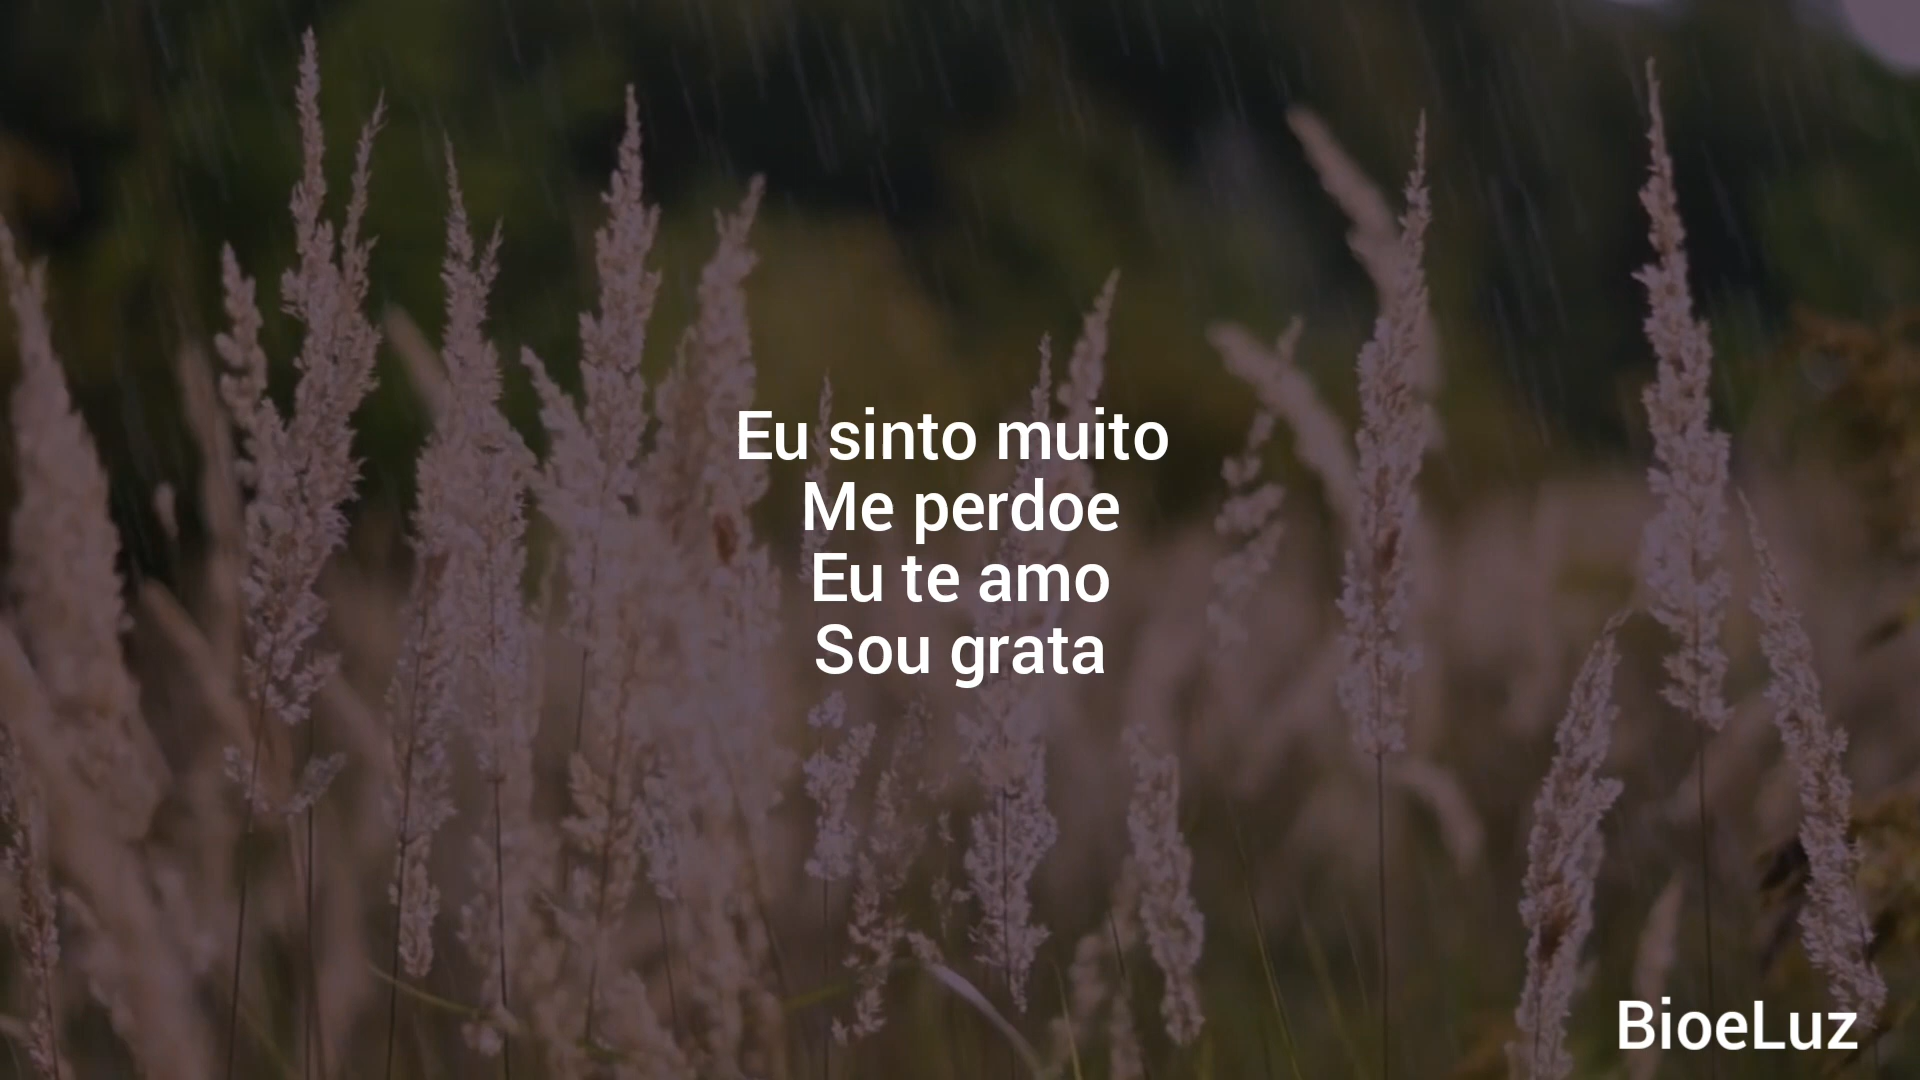 Eu sinto muito
Me perdoe
Eu te amo
Sou grata
BioeLuz